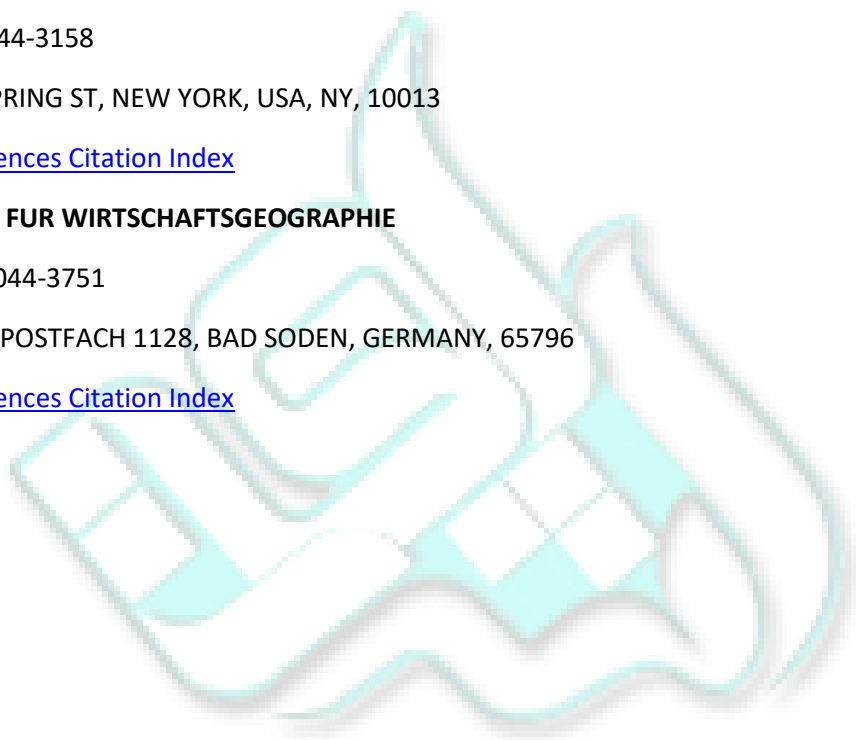 44-3158
PRING ST, NEW YORK, USA, NY, 10013
ences Citation Index
FUR WIRTSCHAFTSGEOGRAPHIE
044-3751
POSTFACH 1128, BAD SODEN, GERMANY, 65796
ences Citation Index